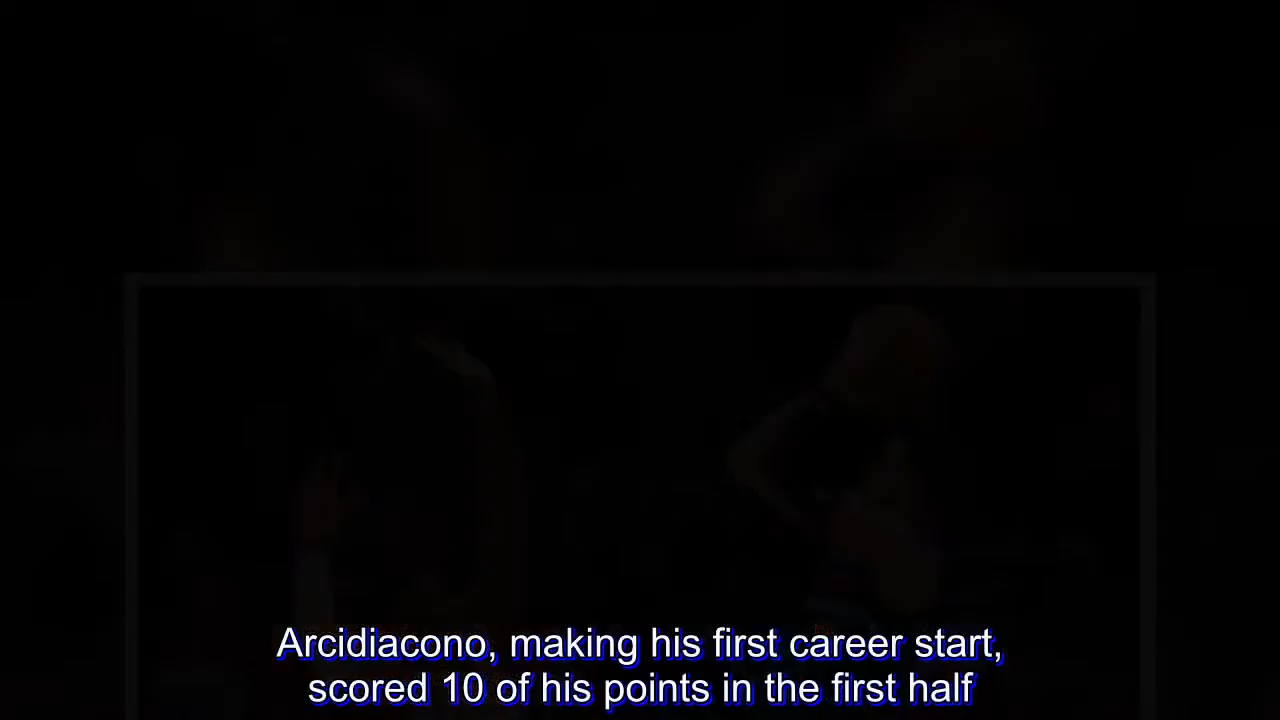 Arcidiacono, making his first career start,
scored 10 of his points in the first half